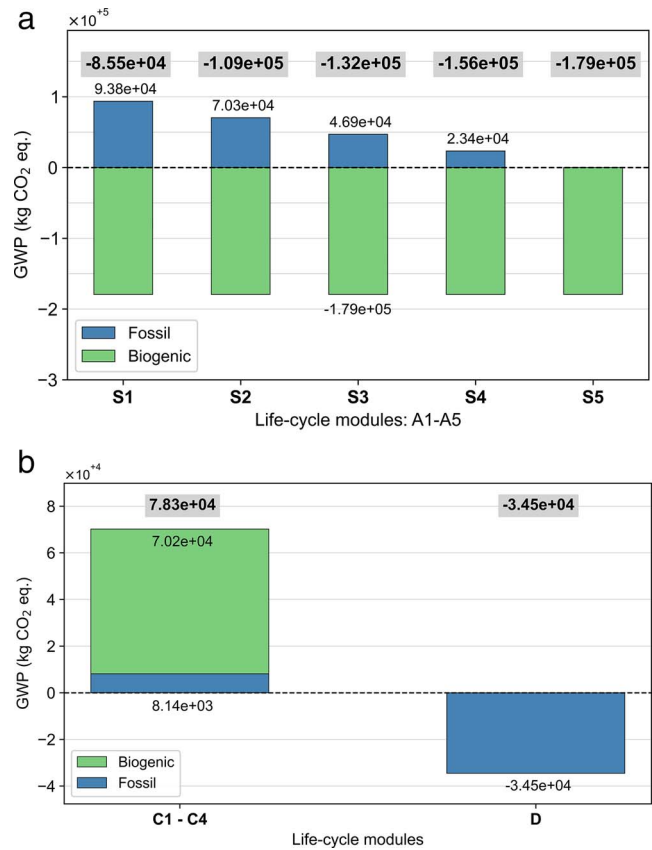 a
×10⁺⁵
-8.55e+04 -1.09e+05 -1.32e+05 -1.56e+05 -1.79e+05
9.38e+04
7.03e+04
4.69e+04
2.34e+04
1
0
−1
−2
−3
GWP (kg CO₂ eq.)
-1.79e+05
Fossil
Biogenic
S1 S2 S3 S4 S5
Life-cycle modules: A1-A5
b
×10⁺⁴
7.83e+04 -3.45e+04
8
6
4
2
0
−2
−4
GWP (kg CO₂ eq.)
7.02e+04
8.14e+03
-3.45e+04
Biogenic
Fossil
C1 - C4 D
Life-cycle modules